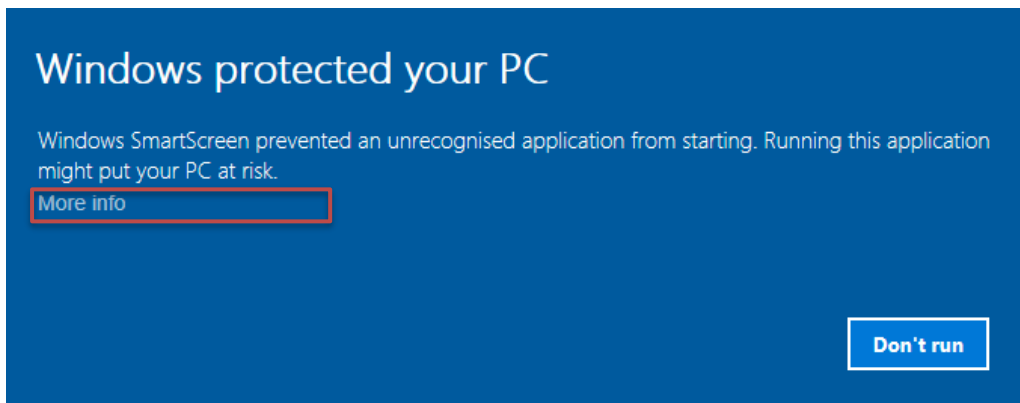 Windows protected your PC
Windows SmartScreen prevented an unrecognised application from starting. Running this application
might put your PC at risk.
More info
Don't run